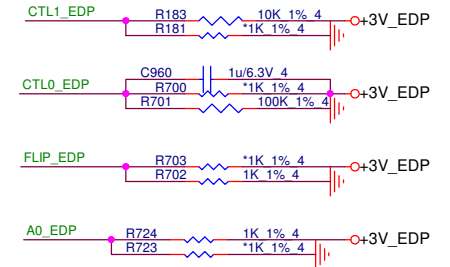 CTL1_EDP R183 10K_1%_4 +3V_EDP
R181 *1K_1%_4
C960 1u/6.3V_4
CTL0_EDP R700 *1K_1%_4 +3V_EDP
R701 100K_1%_4
FLIP_EDP R703 *1K_1%_4 +3V_EDP
R702 1K_1%_4
A0_EDP R724 1K_1%_4 +3V_EDP
R723 *1K_1%_4